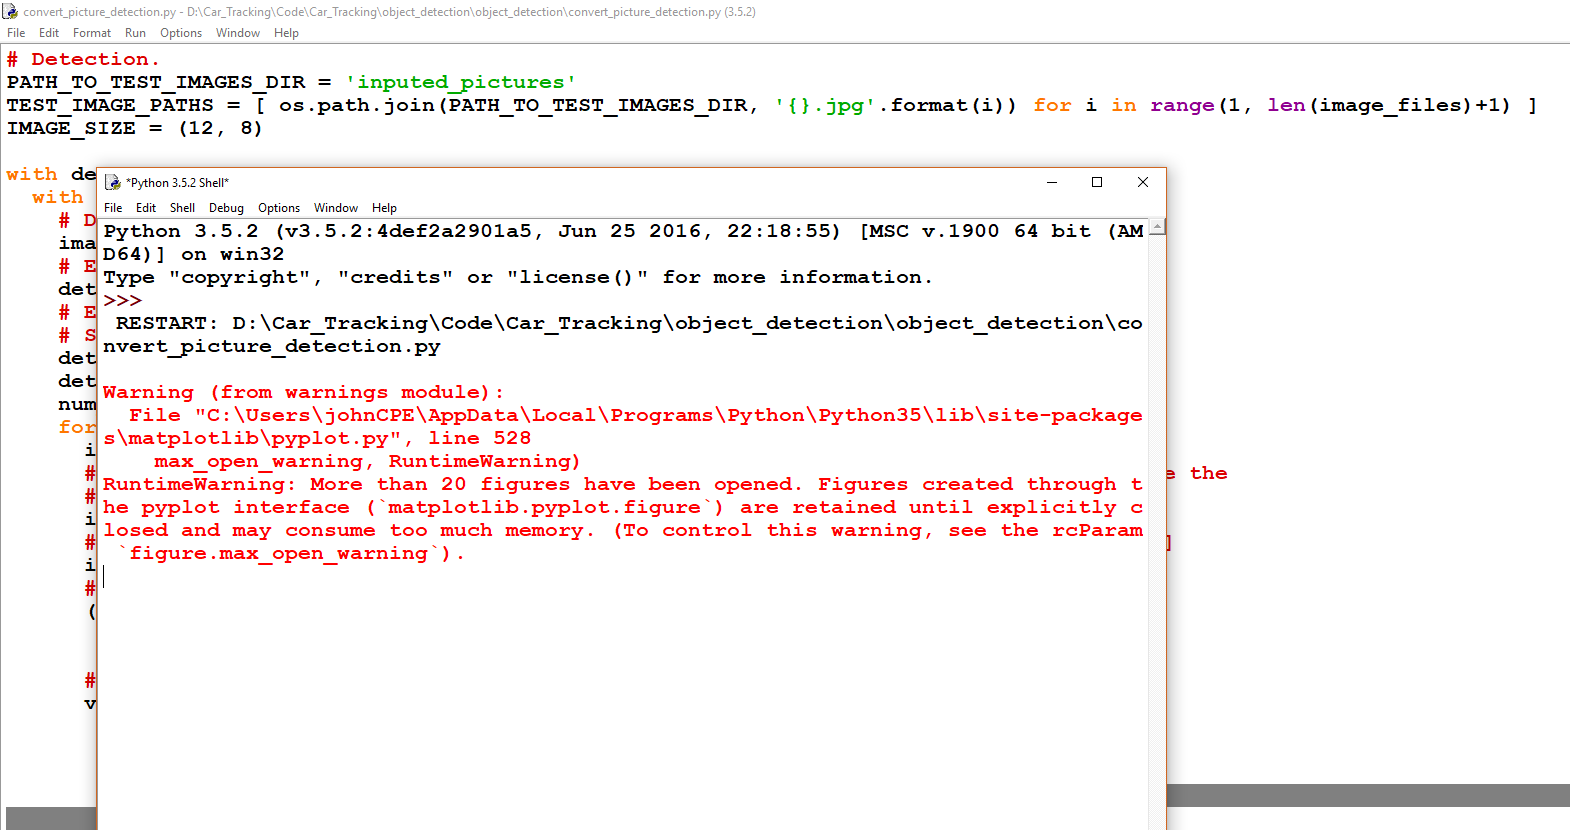 convert_picture_detection.py - D:\Car_Tracking\Code\Car_Tracking\object_detection\object_detection\convert_picture_detection.py (3.5.2)
File Edit Format Run Options Window Help
# Detection.
PATH_TO_TEST_IMAGES_DIR = 'inputed_pictures'
TEST_IMAGE_PATHS = [ os.path.join(PATH_TO_TEST_IMAGES_DIR, '{}.jpg'.format(i)) for i in range(1, len(image_files)+1) ]
IMAGE_SIZE = (12, 8)
with de
with
# D
ima
# E
det
# E
# S
det
det
num
for
i
#
#
i
#
i
#
(
#
v
e the
]
*Python 3.5.2 Shell*
File Edit Shell Debug Options Window Help
Python 3.5.2 (v3.5.2:4def2a2901a5, Jun 25 2016, 22:18:55) [MSC v.1900 64 bit (AM
D64)] on win32
Type "copyright", "credits" or "license()" for more information.
>>>
RESTART: D:\Car_Tracking\Code\Car_Tracking\object_detection\object_detection\co
nvert_picture_detection.py
Warning (from warnings module):
File "C:\Users\johnCPE\AppData\Local\Programs\Python\Python35\lib\site-package
s\matplotlib\pyplot.py", line 528
max_open_warning, RuntimeWarning)
RuntimeWarning: More than 20 figures have been opened. Figures created through t
he pyplot interface (`matplotlib.pyplot.figure`) are retained until explicitly c
losed and may consume too much memory. (To control this warning, see the rcParam
`figure.max_open_warning`).